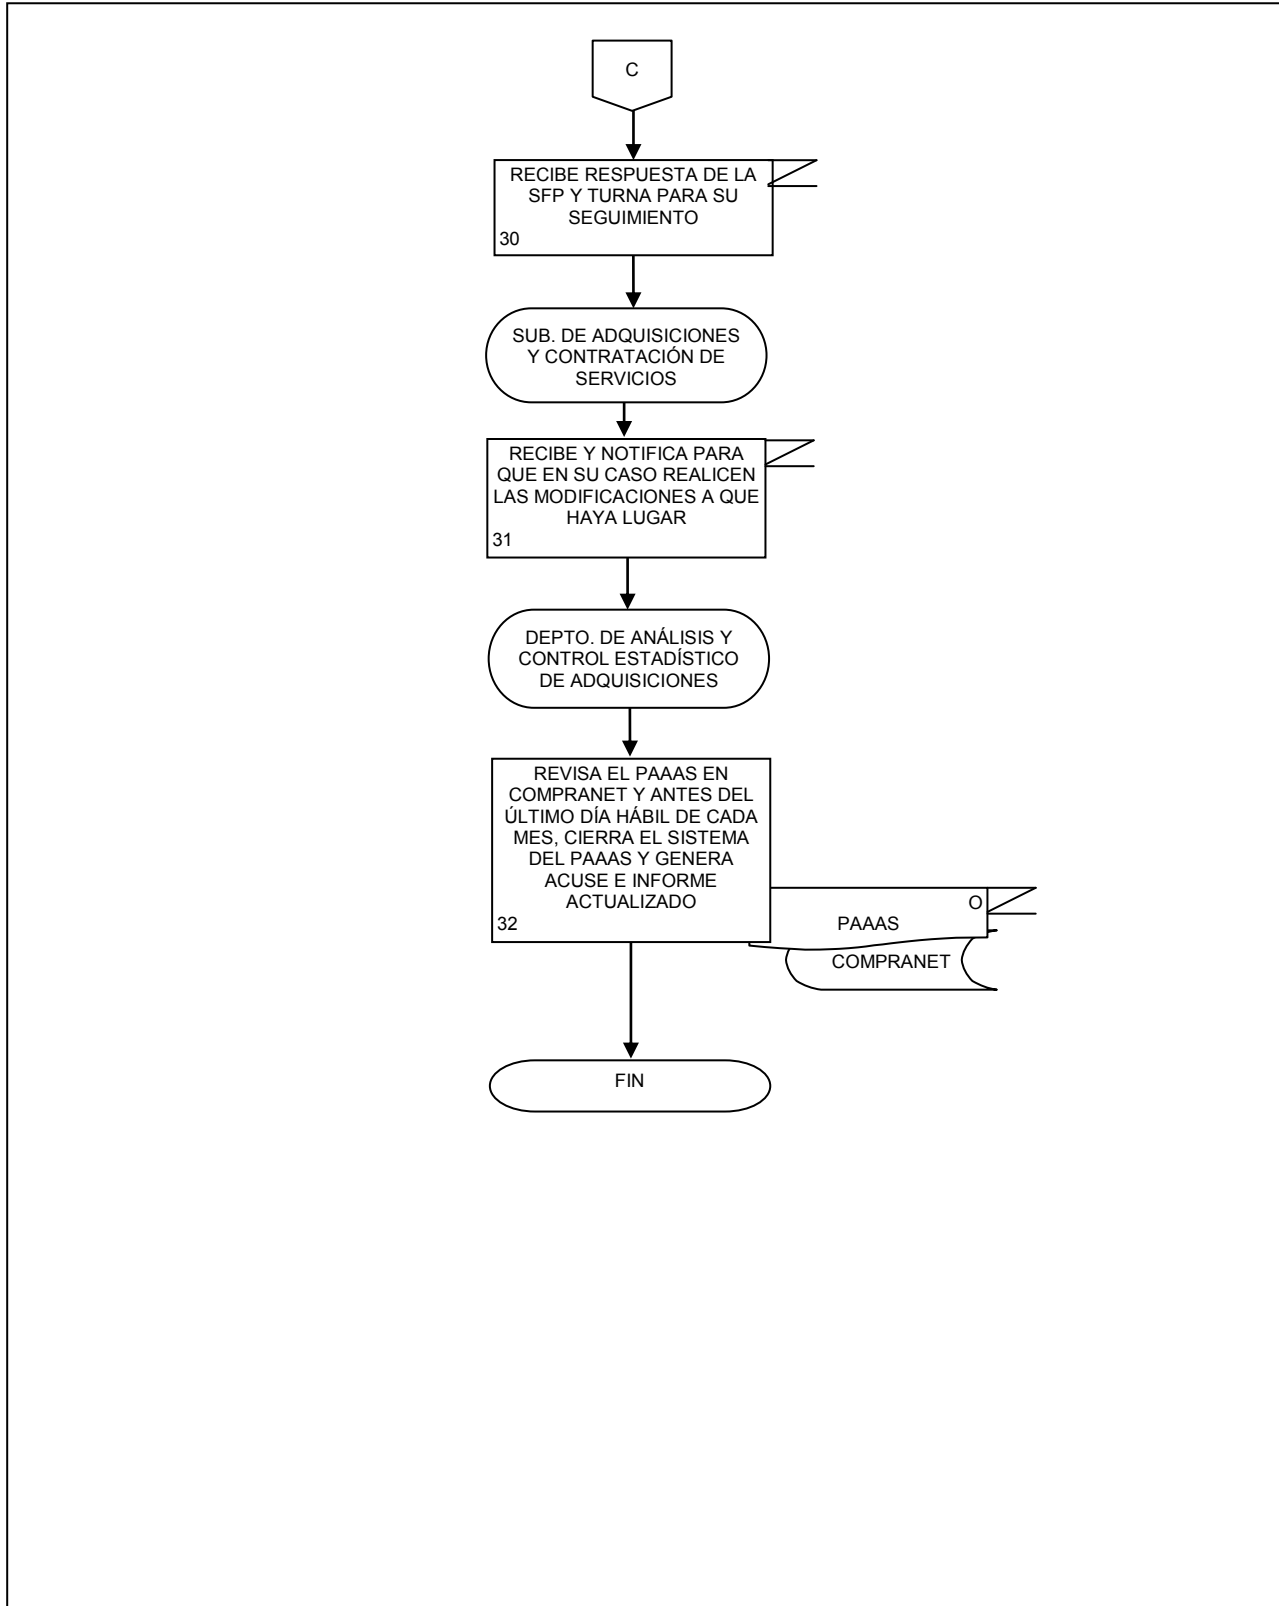 C
RECIBE RESPUESTA DE LA
SFP Y TURNA PARA SU
SEGUIMIENTO
30
SUB. DE ADQUISICIONES
Y CONTRATACIÓN DE
SERVICIOS
RECIBE Y NOTIFICA PARA
QUE EN SU CASO REALICEN
LAS MODIFICACIONES A QUE
HAYA LUGAR
31
DEPTO. DE ANÁLISIS Y
CONTROL ESTADÍSTICO
DE ADQUISICIONES
REVISA EL PAAAS EN
COMPRANET Y ANTES DEL
ÚLTIMO DÍA HÁBIL DE CADA
MES, CIERRA EL SISTEMA
DEL PAAAS Y GENERA
ACUSE E INFORME
ACTUALIZADO
32
O
PAAAS
COMPRANET
FIN